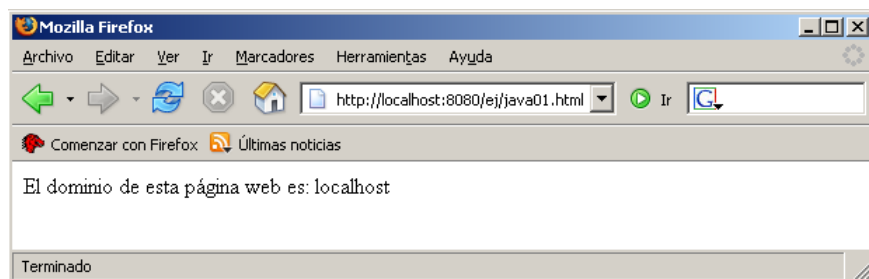 Mozilla Firefox
Archivo Editar Ver Ir Marcadores Herramientas Ayuda
http://localhost:8080/ej/java01.html Ir G
Comenzar con Firefox Últimas noticias
El dominio de esta página web es: localhost
Terminado